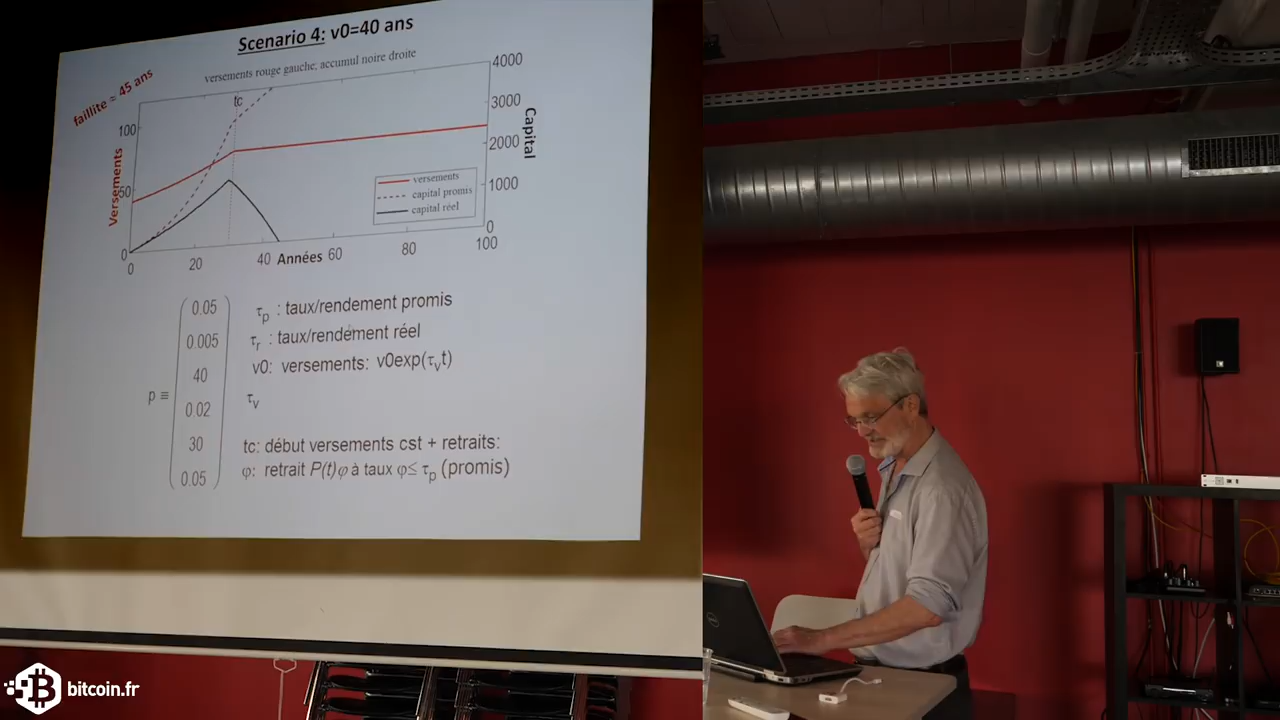 Scenario 4: v0=40 ans
versements rouge gauche, accumul noire droite
faillite = 45 ans
tc
4000
3000
2000
1000
0
Capital
100
50
0
Versements
versements
capital promis
capital réel
0
20
40
Années
60
80
100
p ≡
0.05
0.005
40
0.02
30
0.05
τp : taux/rendement promis
τr : taux/rendement réel
v0: versements: v0exp(τvt)
τv
tc: début versements cst + retraits:
φ: retrait P(t)φ à taux φ≤ τp (promis)
bitcoin.fr